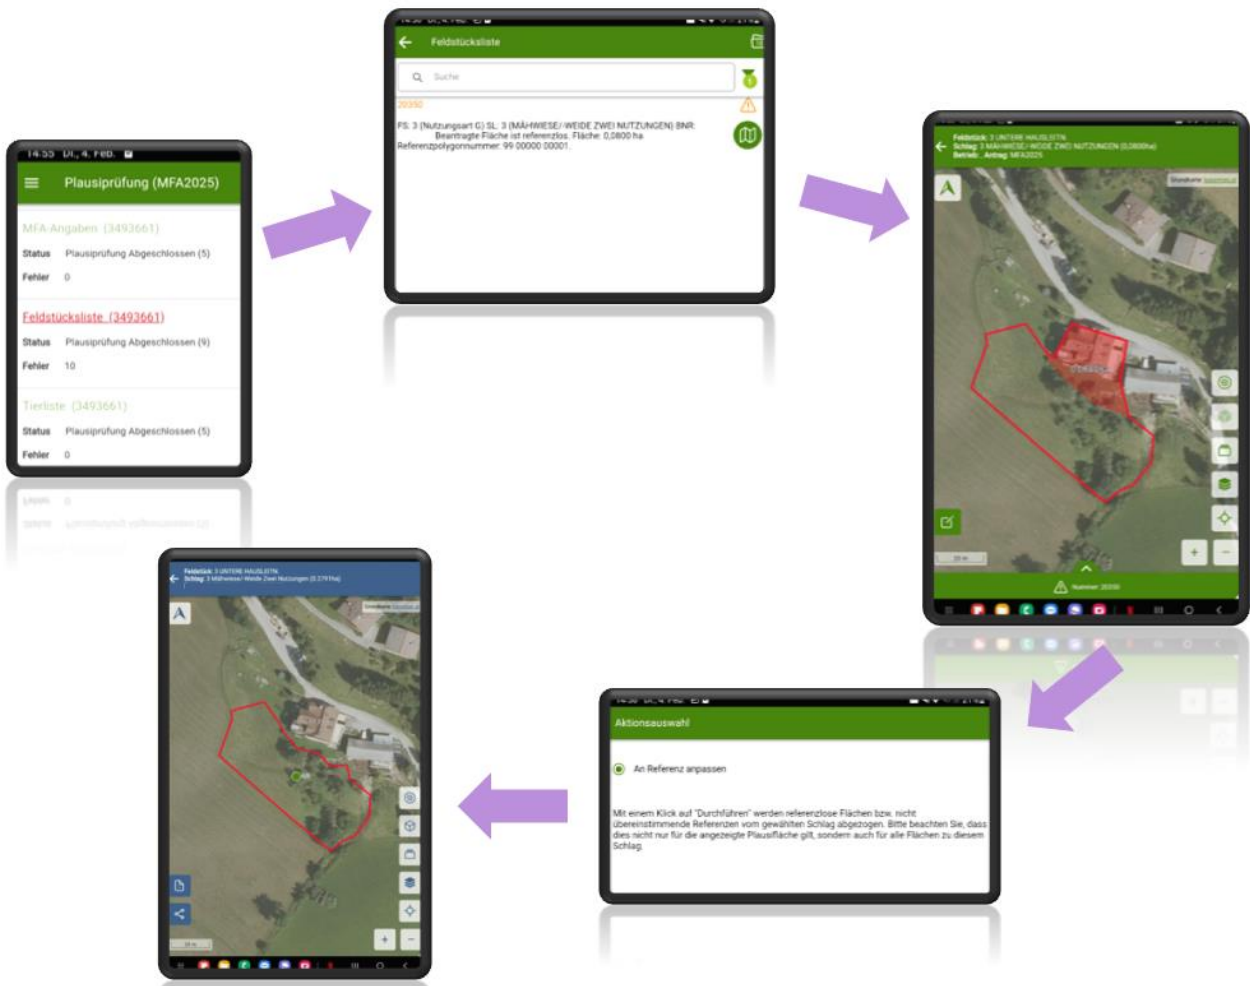 14:55 Di., 4. Feb.
Plausiprüfung (MFA2025)
MFA-Angaben (3493661)
Status Plausiprüfung Abgeschlossen (5)
Fehler 0
Feldstücksliste (3493661)
Status Plausiprüfung Abgeschlossen (9)
Fehler 10
Tierliste (3493661)
Status Plausiprüfung Abgeschlossen (5)
Fehler 0
Feldstücksliste
Suche
20350
FS: 3 (Nutzungsart G) SL: 3 (MÄHWIESE/-WEIDE ZWEI NUTZUNGEN) BNR:
Beantragte Fläche ist referenzlos. Fläche: 0,0800 ha
Referenzpolygonnummer: 99 00000 00001.
Feldstück: 3 UNTERE HAUSLEITN.
Schlag: 3 MÄHWIESE/-WEIDE ZWEI NUTZUNGEN (0,0800ha)
Betrieb: , Antrag: MFA2025
Grundkarte
20 m
Nummer: 20350
Aktionsauswahl
An Referenz anpassen
Mit einem Klick auf "Durchführen" werden referenzlose Flächen bzw. nicht
übereinstimmende Referenzen vom gewählten Schlag abgezogen. Bitte beachten Sie, dass
dies nicht nur für die angezeigte Plausifläche gilt, sondern auch für alle Flächen zu diesem
Schlag.
Feldstück: 3 UNTERE HAUSLEITN.
Schlag: 3 Mähwiese/-Weide Zwei Nutzungen (0.2791ha)
Grundkarte